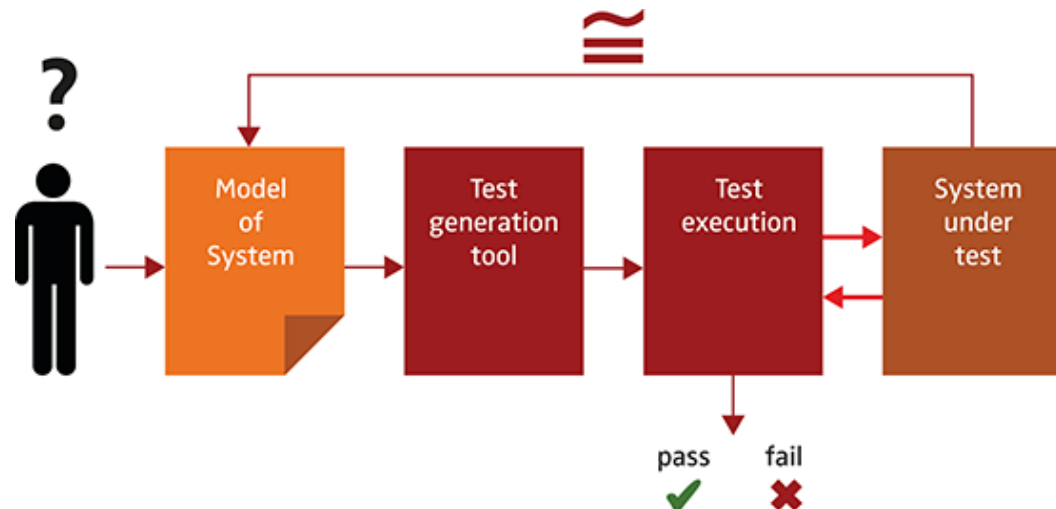 ≅
?
Model
of
System
Test
generation
tool
Test
execution
System
under
test
pass fail
✔ ✖